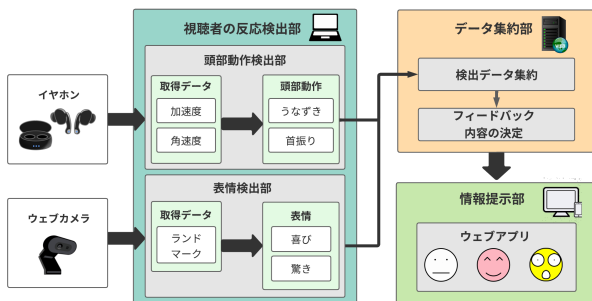 視聴者の反応検出部
頭部動作検出部
イヤホン
取得データ
加速度
角速度
頭部動作
うなずき
首振り
表情検出部
ウェブカメラ
取得データ
ランド
マーク
表情
喜び
驚き
データ集約部
検出データ集約
フィードバック
内容の決定
情報提示部
ウェブアプリ